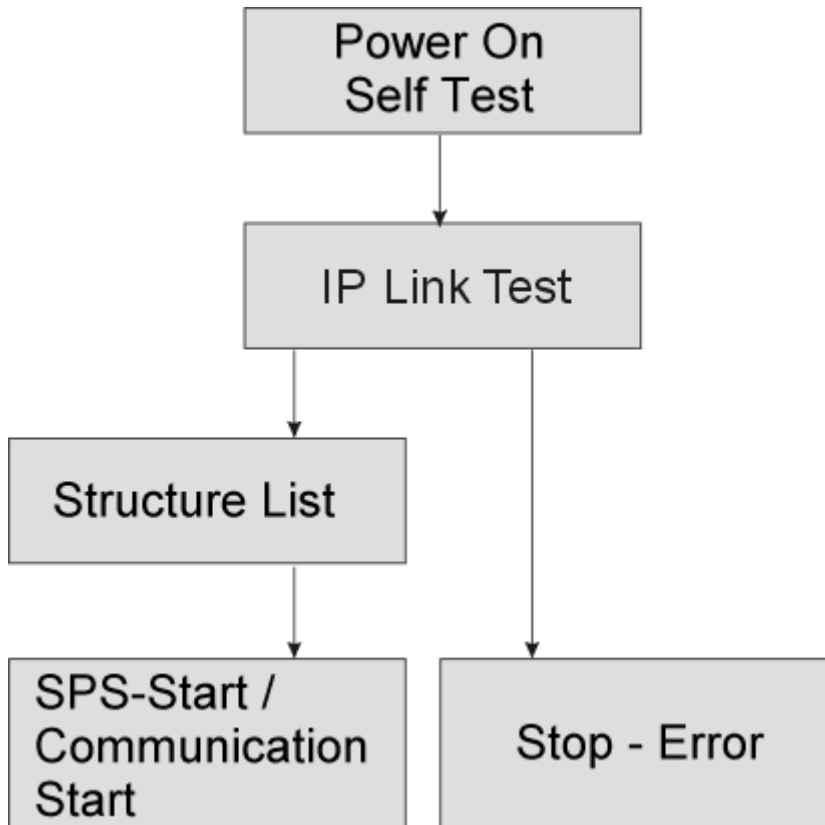 Power On
Self Test
IP Link Test
Structure List
SPS-Start /
Communication
Start
Stop - Error